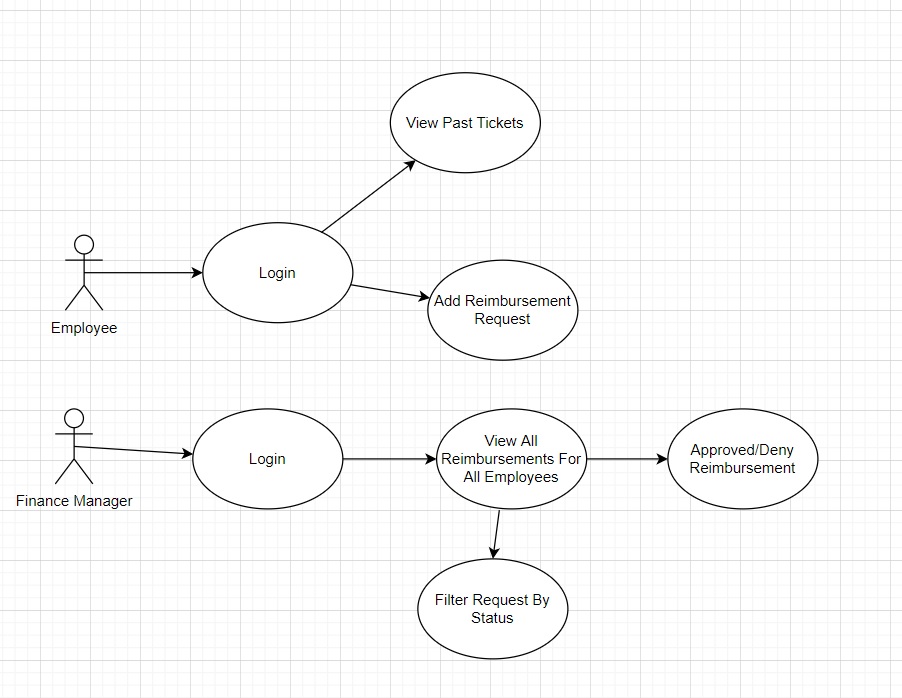 View Past Tickets
Login
Add Reimbursement
Request
Employee
Login
View All
Reimbursements For
All Employees
Approved/Deny
Reimbursement
Finance Manager
Filter Request By
Status